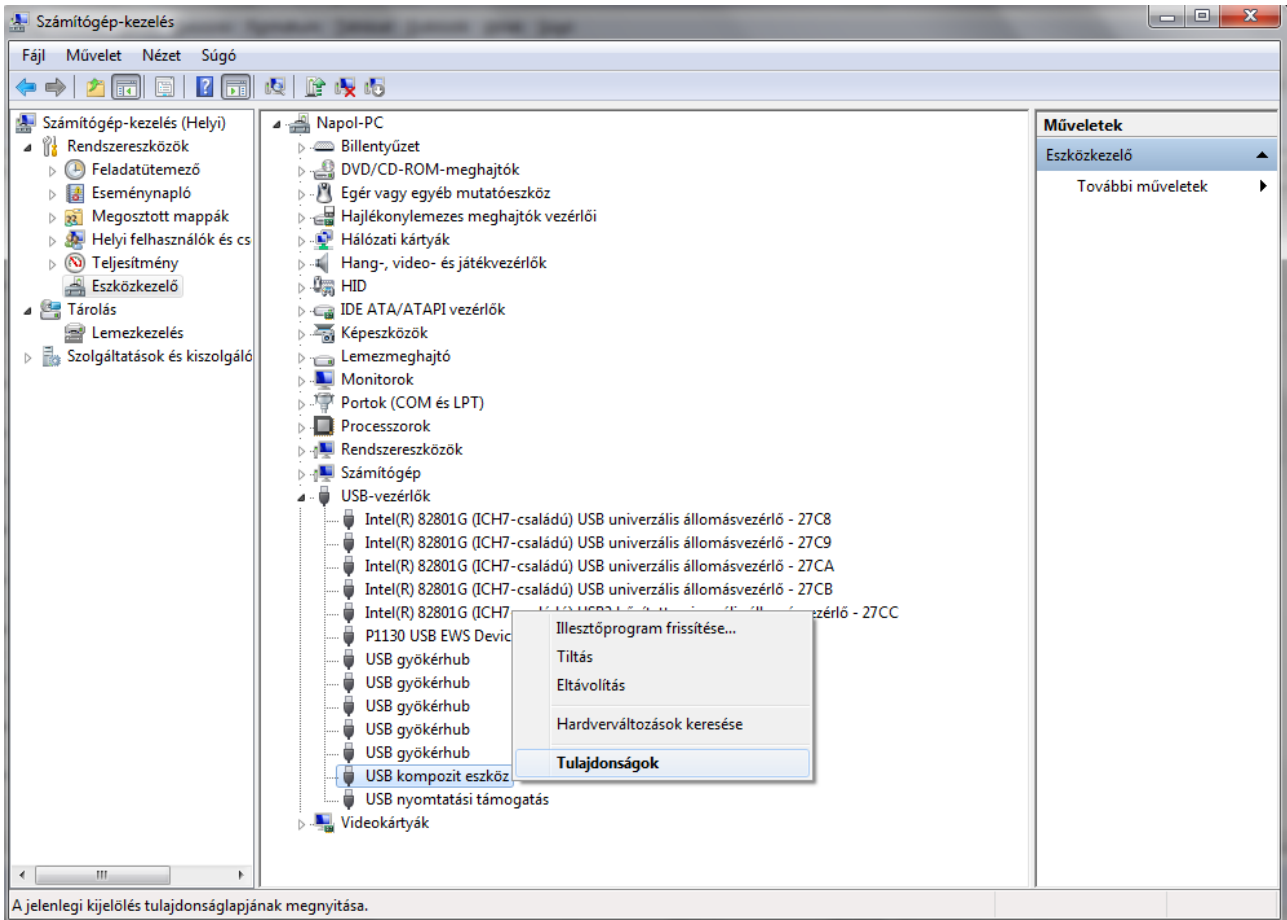 Számítógép-kezelés
Fájl Művelet Nézet Súgó
Számítógép-kezelés (Helyi)
Rendszereszközök
Feladatütemező
Eseménynapló
Megosztott mappák
Helyi felhasználók és cs
Teljesítmény
Eszközkezelő
Tárolás
Lemezkezelés
Szolgáltatások és kiszolgáló
Napol-PC
Billentyűzet
DVD/CD-ROM-meghajtók
Egér vagy egyéb mutatóeszköz
Hajlékonylemezes meghajtók vezérlői
Hálózati kártyák
Hang-, video- és játékvezérlők
HID
IDE ATA/ATAPI vezérlők
Képeszközök
Lemezmeghajtó
Monitorok
Portok (COM és LPT)
Processzorok
Rendszereszközök
Számítógép
USB-vezérlők
Intel(R) 82801G (ICH7-családú) USB univerzális állomásvezérlő - 27C8
Intel(R) 82801G (ICH7-családú) USB univerzális állomásvezérlő - 27C9
Intel(R) 82801G (ICH7-családú) USB univerzális állomásvezérlő - 27CA
Intel(R) 82801G (ICH7-családú) USB univerzális állomásvezérlő - 27CB
Intel(R) 82801G (ICH7 - 27CC
P1130 USB EWS Devic
USB gyökérhub
USB gyökérhub
USB gyökérhub
USB gyökérhub
USB gyökérhub
USB kompozit eszköz
USB nyomtatási támogatás
Videokártyák
Illesztőprogram frissítése...
Tiltás
Eltávolítás
Hardverváltozások keresése
Tulajdonságok
Műveletek
Eszközkezelő
További műveletek
A jelenlegi kijelölés tulajdonságlapjának megnyitása.